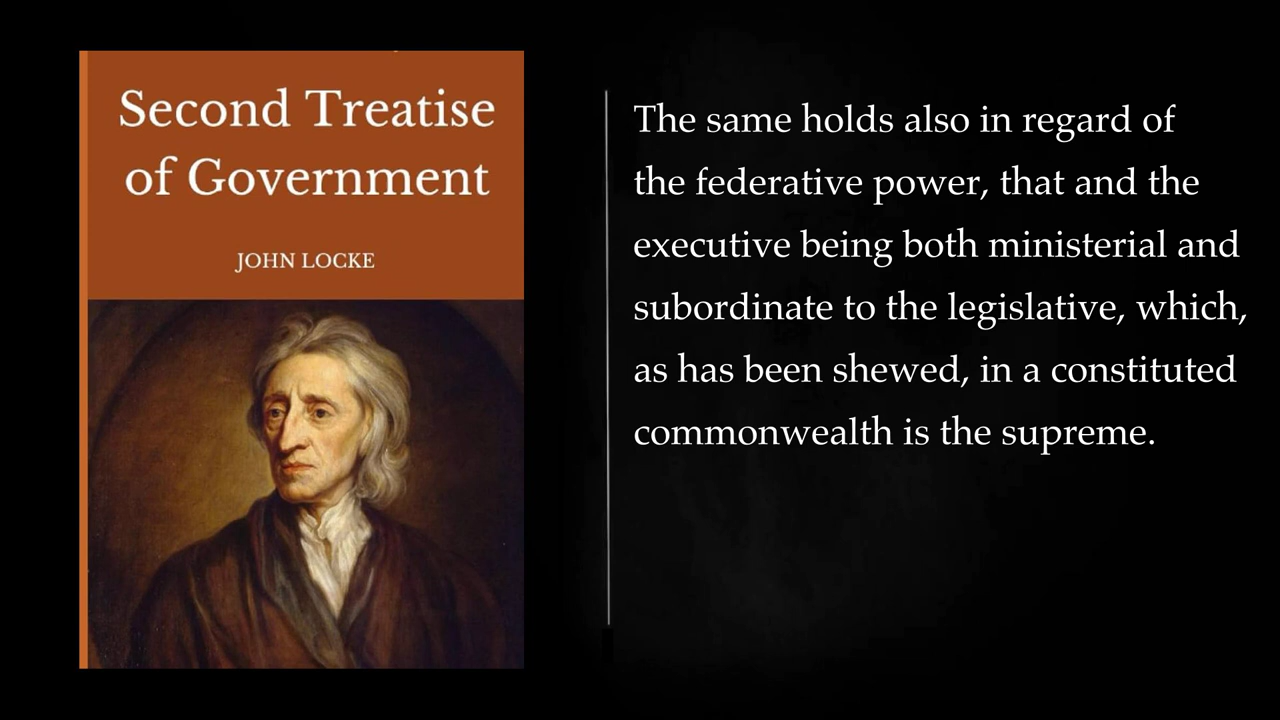 Second Treatise
of Government
JOHN LOCKE
The same holds also in regard of
the federative power, that and the
executive being both ministerial and
subordinate to the legislative, which,
as has been shewed, in a constituted
commonwealth is the supreme.